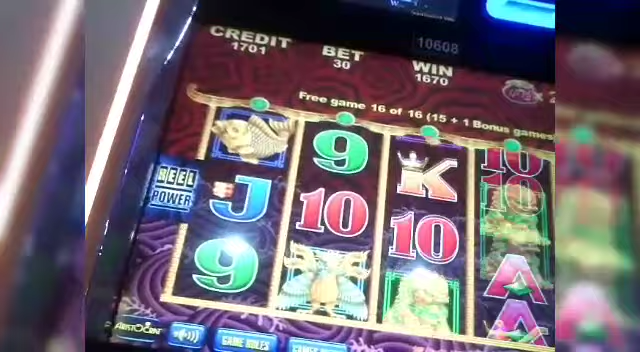 CREDIT
1701
BET
30
10608
WIN
1670
Free game 16 of 16 (15 + 1 Bonus games
9
K
10
10
REEL
POWER
J
10
10
9
A
A
ARISTOCRAT
GAME RULES